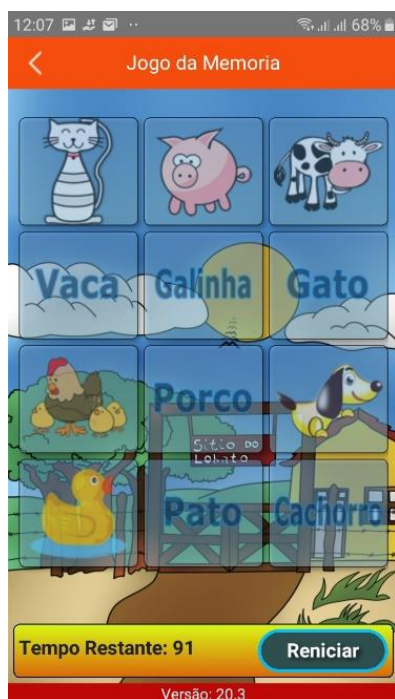 12:07 68%
Jogo da Memoria
Vaca Galinha Gato
Porco
Sítio DO
Lobato
Pato Cachorro
Tempo Restante: 91 Reniciar
Versão: 20.3